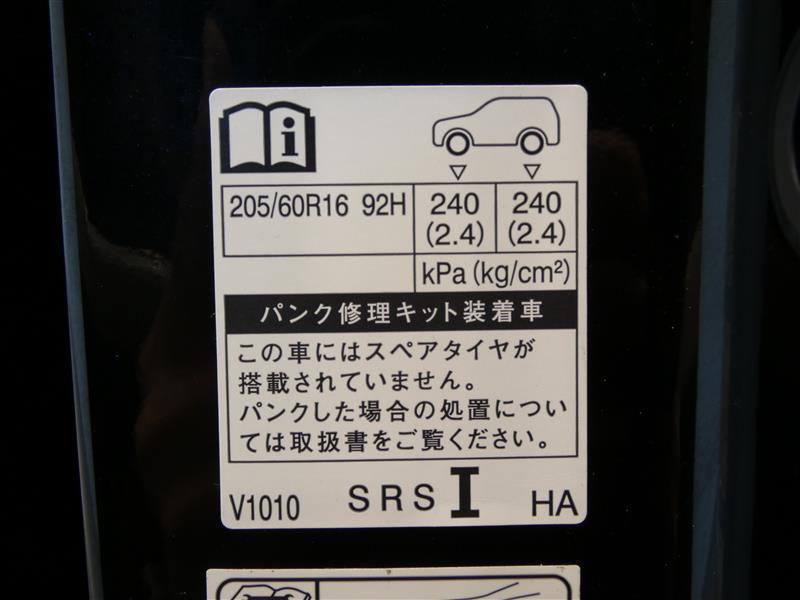 205/60R16 92H 240 240
(2.4) (2.4)
kPa (kg/cm²)
パンク修理キット装着車
この車にはスペアタイヤが
搭載されていません。
パンクした場合の処置につい
ては取扱書をご覧ください。
V1010 SRS I HA